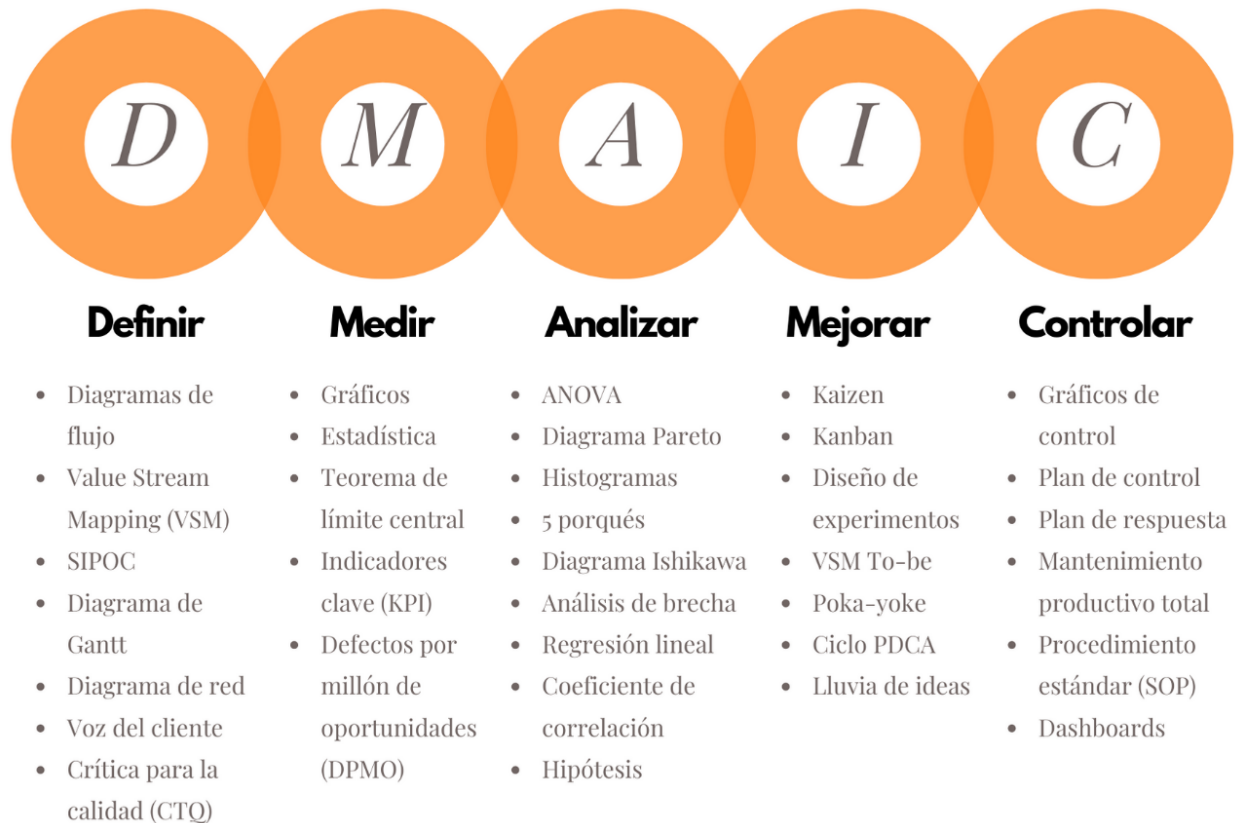 D
M
A
I
C
Definir
Diagramas de
flujo
Value Stream
Mapping (VSM)
SIPOC
Diagrama de
Gantt
Diagrama de red
Voz del cliente
Crítica para la
calidad (CTQ)
Medir
Gráficos
Estadística
Teorema de
límite central
Indicadores
clave (KPI)
Defectos por
millón de
oportunidades
(DPMO)
Analizar
ANOVA
Diagrama Pareto
Histogramas
5 porqués
Diagrama Ishikawa
Análisis de brecha
Regresión lineal
Coeficiente de
correlación
Hipótesis
Mejorar
Kaizen
Kanban
Diseño de
experimentos
VSM To-be
Poka-yoke
Ciclo PDCA
Lluvia de ideas
Controlar
Gráficos de
control
Plan de control
Plan de respuesta
Mantenimiento
productivo total
Procedimiento
estándar (SOP)
Dashboards